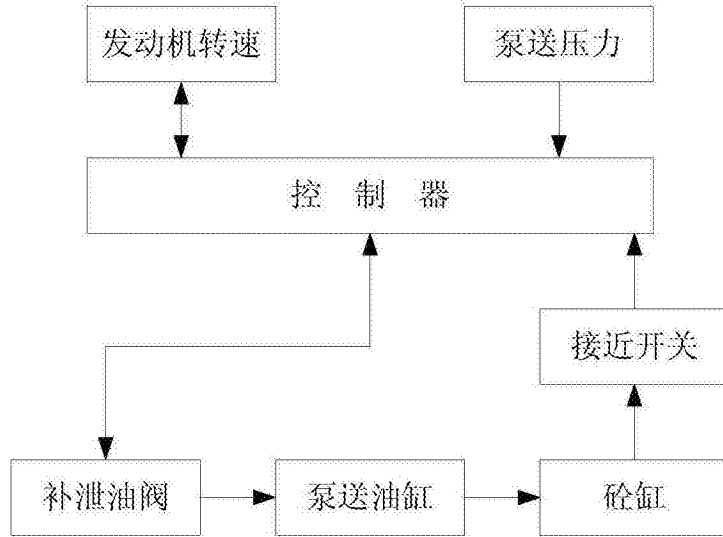 发动机转速
泵送压力
控 制 器
接近开关
补泄油阀
泵送油缸
砼缸